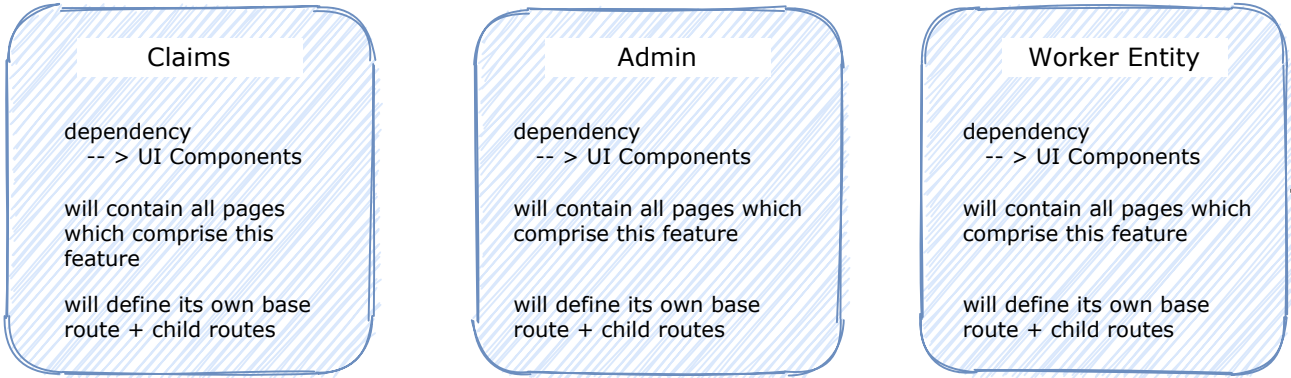 Claims
dependency
-- > UI Components
will contain all pages
which comprise this
feature
will define its own base
route + child routes
Admin
dependency
-- > UI Components
will contain all pages which
comprise this feature
will define its own base
route + child routes
Worker Entity
dependency
-- > UI Components
will contain all pages which
comprise this feature
will define its own base
route + child routes